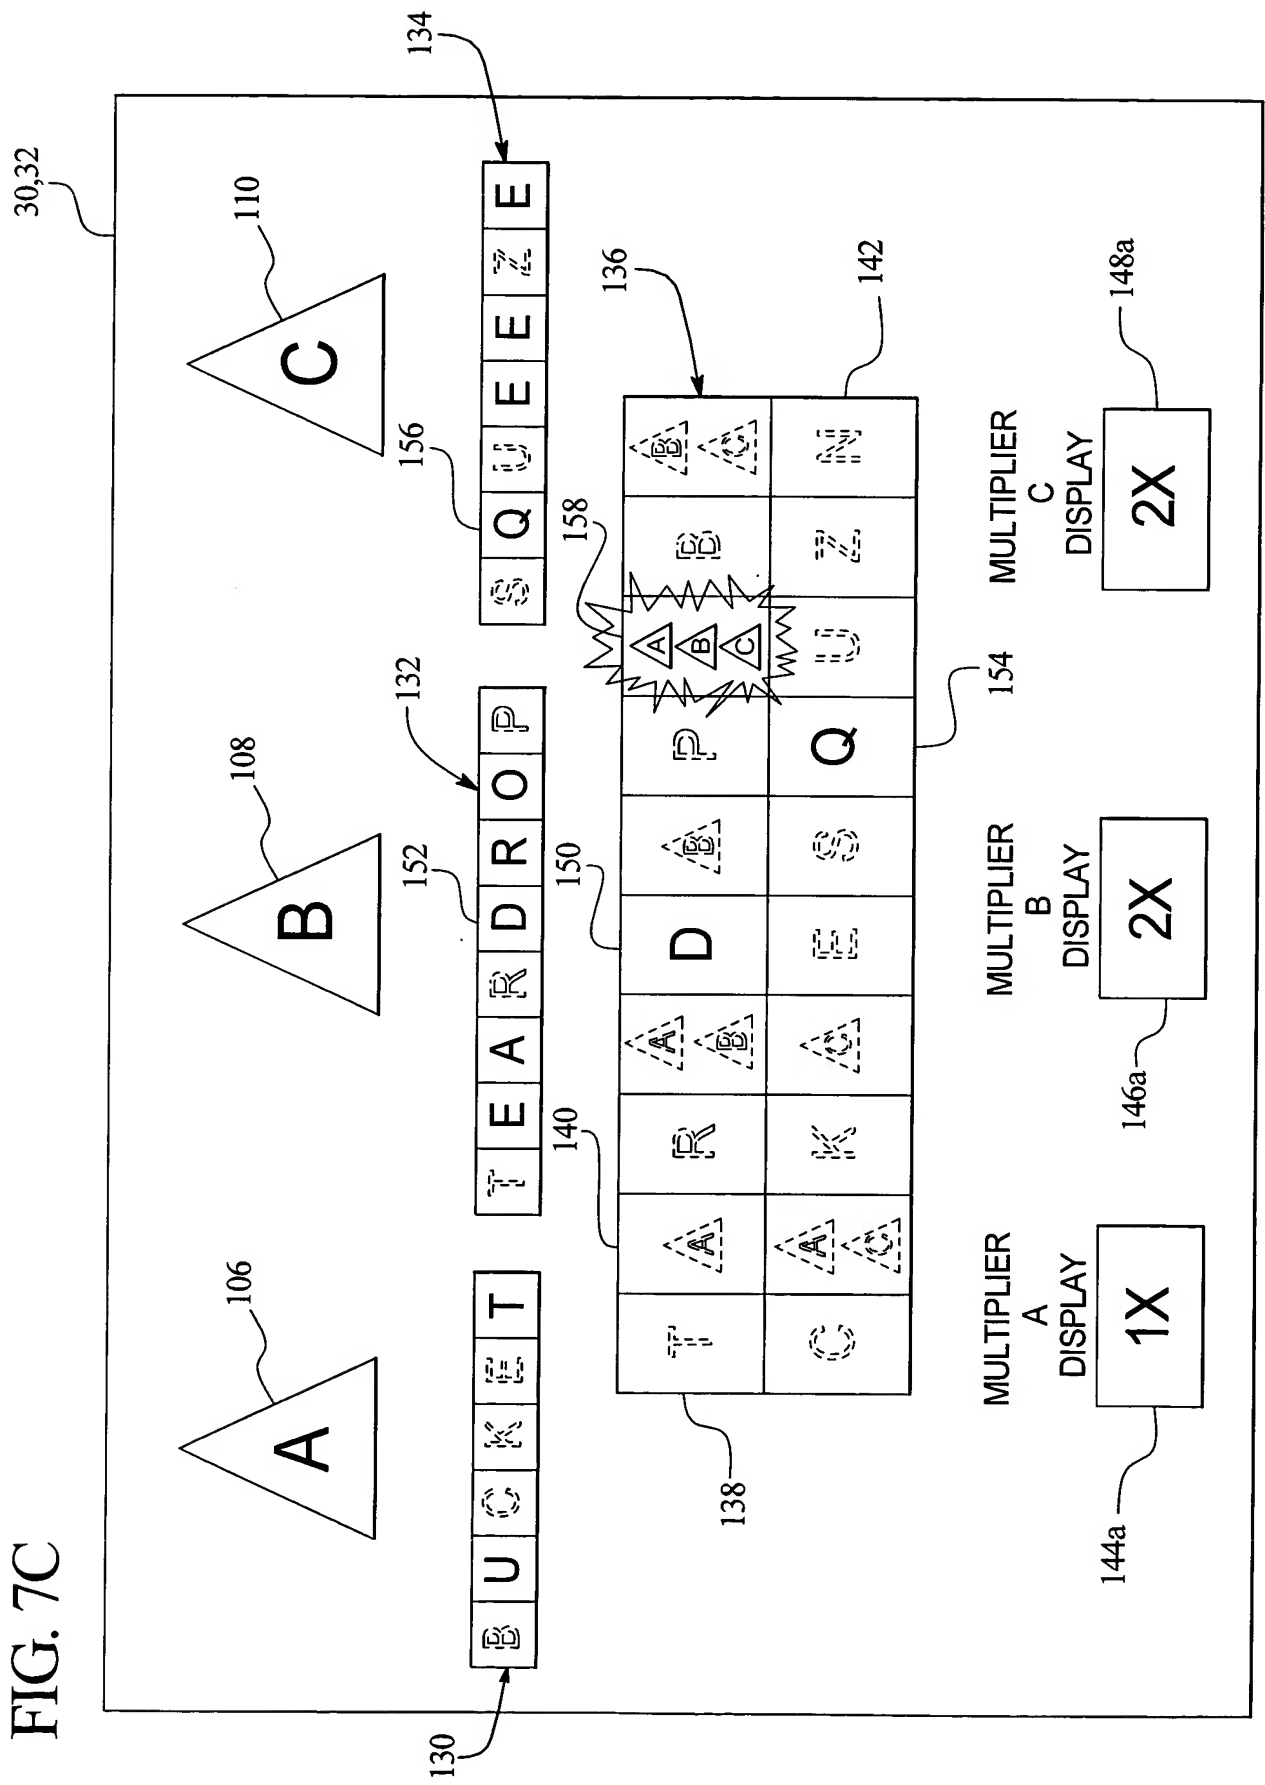 FIG. 7C
30,32
106
108
110
A
B
C
130
152
132
156
134
B U C K E T
T E A R D R O P
S Q U E E Z E
140
150
158
136
T A R A B D B P A B C B B C
C A C K C E S Q U Z N
138
154
142
MULTIPLIER
A
DISPLAY
1X
144a
MULTIPLIER
B
DISPLAY
2X
146a
MULTIPLIER
C
DISPLAY
2X
148a